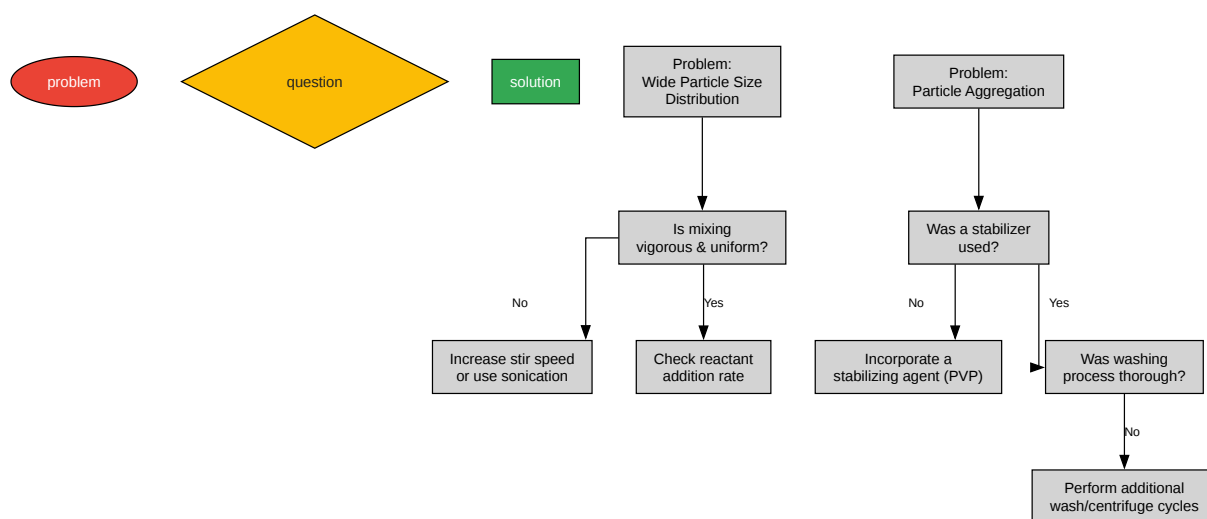 problem
question
solution
Problem:
Wide Particle Size
Distribution
Problem:
Particle Aggregation
Is mixing
vigorous & uniform?
Was a stabilizer
used?
No
Yes
No
Yes
Increase stir speed
or use sonication
Check reactant
addition rate
Incorporate a
stabilizing agent (PVP)
Was washing
process thorough?
No
Perform additional
wash/centrifuge cycles